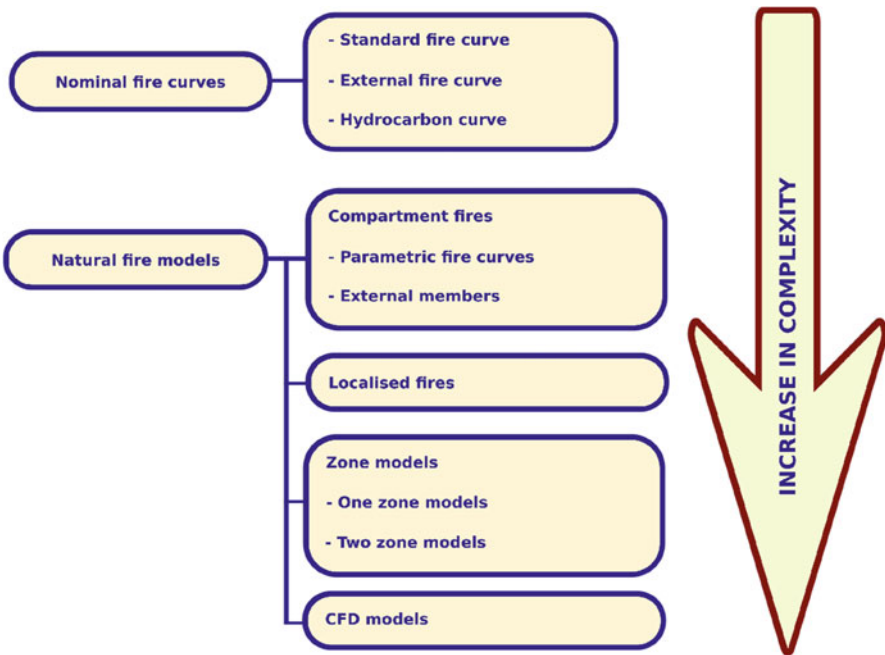 Nominal fire curves
- Standard fire curve
- External fire curve
- Hydrocarbon curve
Natural fire models
Compartment fires
- Parametric fire curves
- External members
Localised fires
Zone models
- One zone models
- Two zone models
CFD models
INCREASE IN COMPLEXITY